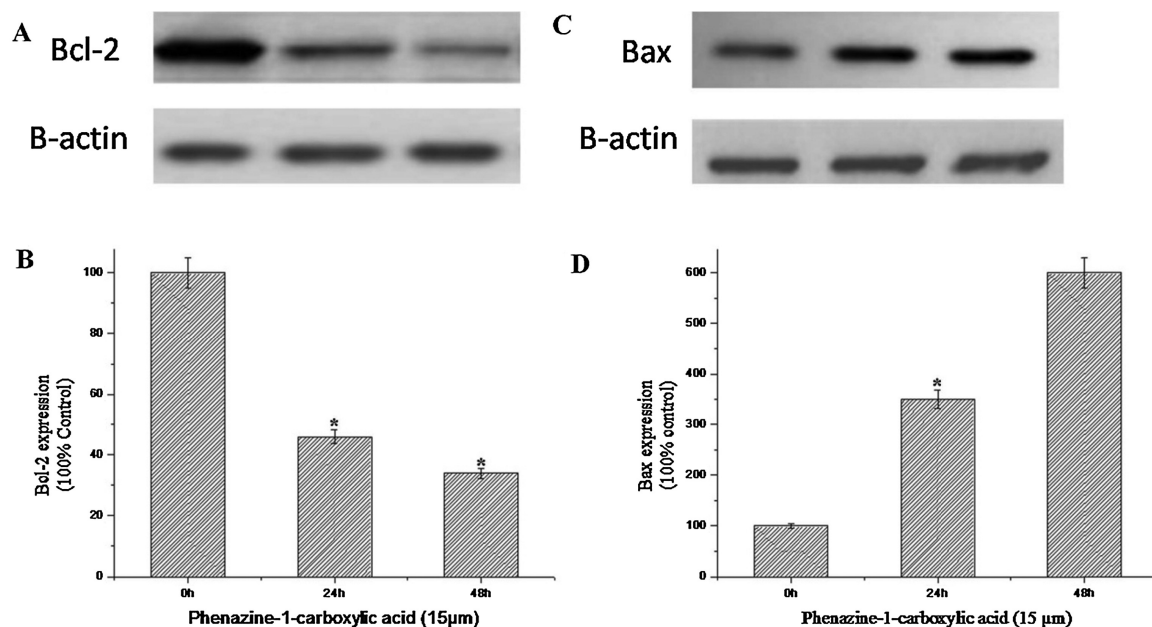 A
Bcl-2
B-actin
C
Bax
B-actin
B
100
80
60
40
20
0
Bcl-2 expression
(100% Control)
*
*
0h
24h
48h
Phenazine-1-carboxylic acid (15µm)
D
600
500
350
300
200
100
0
Bax expression
(100% control)
*
0h
24h
48h
Phenazine-1-carboxylic acid (15 µm)